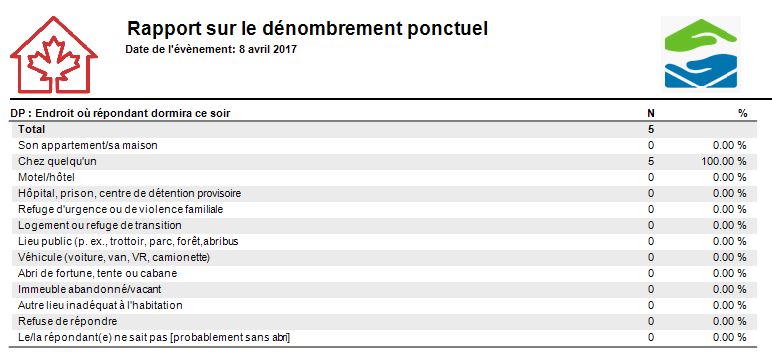 Rapport sur le dénombrement ponctuel
Date de l'évènement: 8 avril 2017
DP : Endroit où répondant dormira ce soir N %
Total 5
Son appartement/sa maison 0 0.00 %
Chez quelqu'un 5 100.00 %
Motel/hôtel 0 0.00 %
Hôpital, prison, centre de détention provisoire 0 0.00 %
Refuge d'urgence ou de violence familiale 0 0.00 %
Logement ou refuge de transition 0 0.00 %
Lieu public (p. ex., trottoir, parc, forêt,abribus 0 0.00 %
Véhicule (voiture, van, VR, camionette) 0 0.00 %
Abri de fortune, tente ou cabane 0 0.00 %
Immeuble abandonné/vacant 0 0.00 %
Autre lieu inadéquat à l'habitation 0 0.00 %
Refuse de répondre 0 0.00 %
Le/la répondant(e) ne sait pas [probablement sans abri] 0 0.00 %